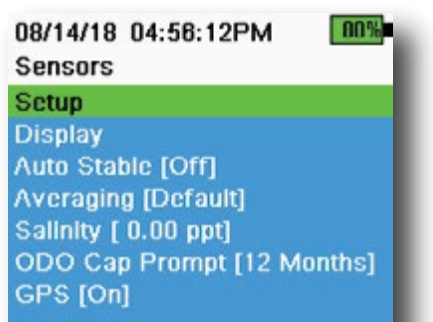 08/14/18 04:56:12PM
Sensors
Setup
Display
Auto Stable [Off]
Averaging [Default]
Salinity [ 0.00 ppt]
ODO Cap Prompt [12 Months]
GPS [On]